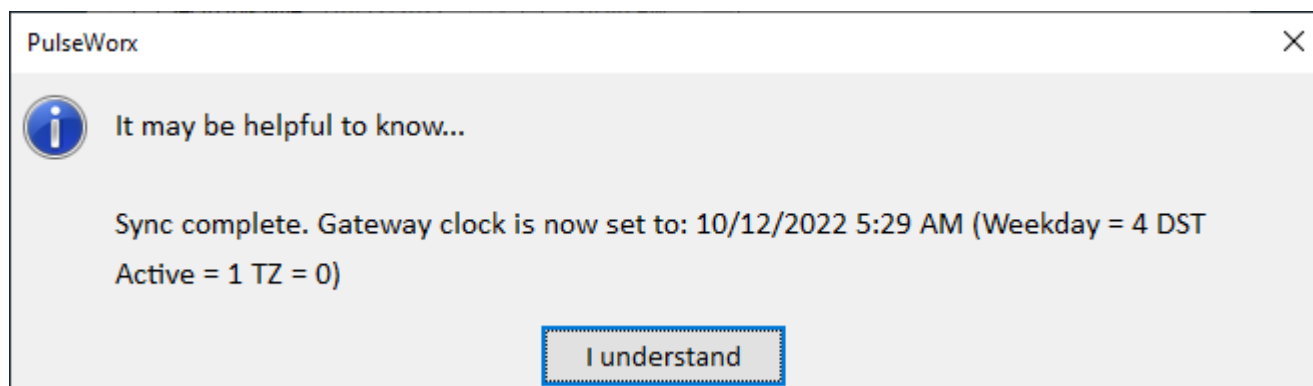 PulseWorx
It may be helpful to know...
Sync complete. Gateway clock is now set to: 10/12/2022 5:29 AM (Weekday = 4 DST
Active = 1 TZ = 0)
I understand